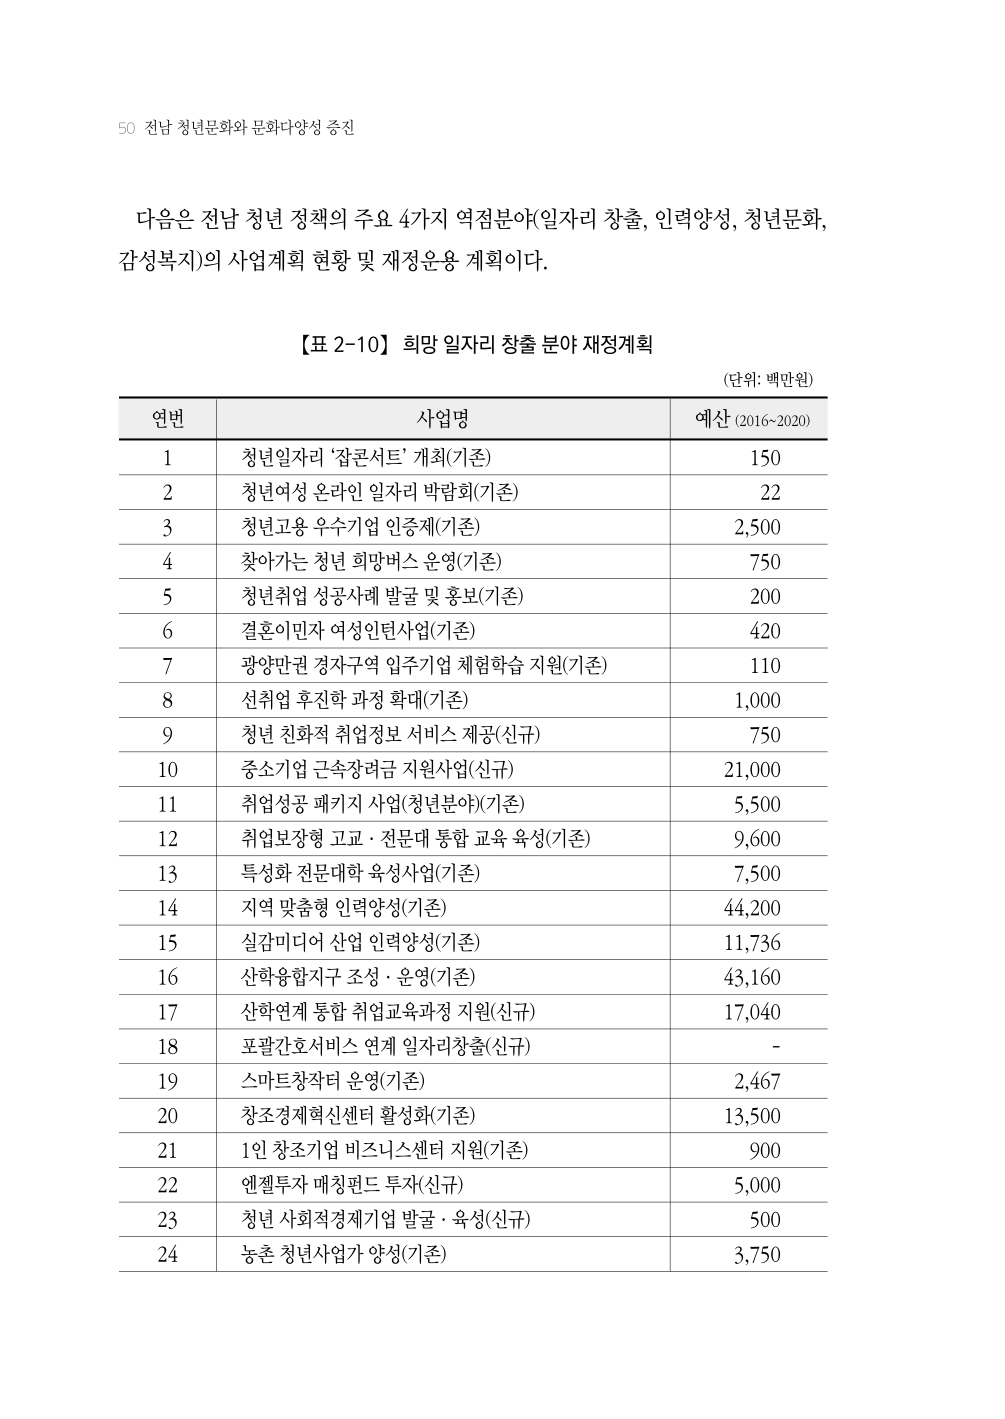 50 전남 청년문화와 문화다양성 증진
다음은 전남 청년 정책의 주요 4가지 역점분야(일자리 창출, 인력양성, 청년문화,
감성복지)의 사업계획 현황 및 재정운용 계획이다.
【표 2-10】 희망 일자리 창출 분야 재정계획
(단위: 백만원)
연번 사업명 예산 (2016~2020)
1 청년일자리 ‘잡콘서트’ 개최(기존) 150
2 청년여성 온라인 일자리 박람회(기존) 22
3 청년고용 우수기업 인증제(기존) 2,500
4 찾아가는 청년 희망버스 운영(기존) 750
5 청년취업 성공사례 발굴 및 홍보(기존) 200
6 결혼이민자 여성인턴사업(기존) 420
7 광양만권 경자구역 입주기업 체험학습 지원(기존) 110
8 선취업 후진학 과정 확대(기존) 1,000
9 청년 친화적 취업정보 서비스 제공(신규) 750
10 중소기업 근속장려금 지원사업(신규) 21,000
11 취업성공 패키지 사업(청년분야)(기존) 5,500
12 취업보장형 고교 · 전문대 통합 교육 육성(기존) 9,600
13 특성화 전문대학 육성사업(기존) 7,500
14 지역 맞춤형 인력양성(기존) 44,200
15 실감미디어 산업 인력양성(기존) 11,736
16 산학융합지구 조성 · 운영(기존) 43,160
17 산학연계 통합 취업교육과정 지원(신규) 17,040
18 포괄간호서비스 연계 일자리창출(신규) -
19 스마트창작터 운영(기존) 2,467
20 창조경제혁신센터 활성화(기존) 13,500
21 1인 창조기업 비즈니스센터 지원(기존) 900
22 엔젤투자 매칭펀드 투자(신규) 5,000
23 청년 사회적경제기업 발굴 · 육성(신규) 500
24 농촌 청년사업가 양성(기존) 3,750